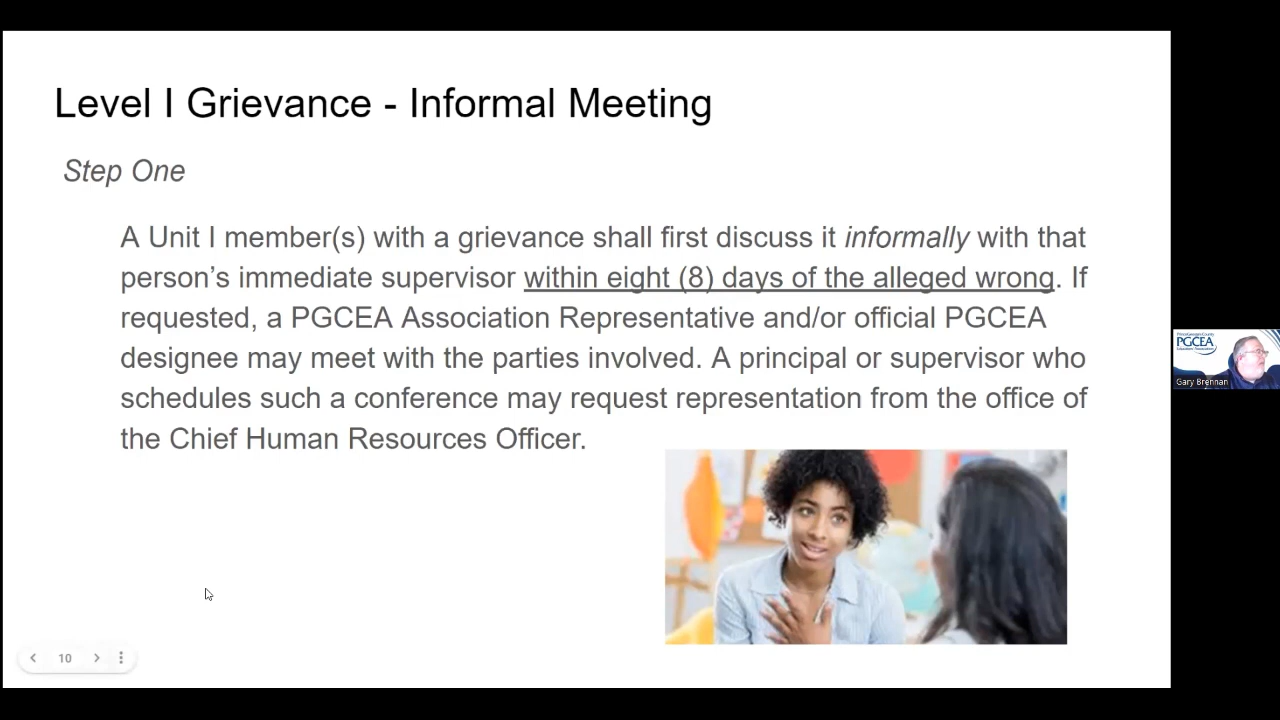 Level I Grievance - Informal Meeting
Step One
A Unit I member(s) with a grievance shall first discuss it informally with that
person’s immediate supervisor within eight (8) days of the alleged wrong. If
requested, a PGCEA Association Representative and/or official PGCEA
designee may meet with the parties involved. A principal or supervisor who
schedules such a conference may request representation from the office of
the Chief Human Resources Officer.
PGCEA
Gary Brennan
10